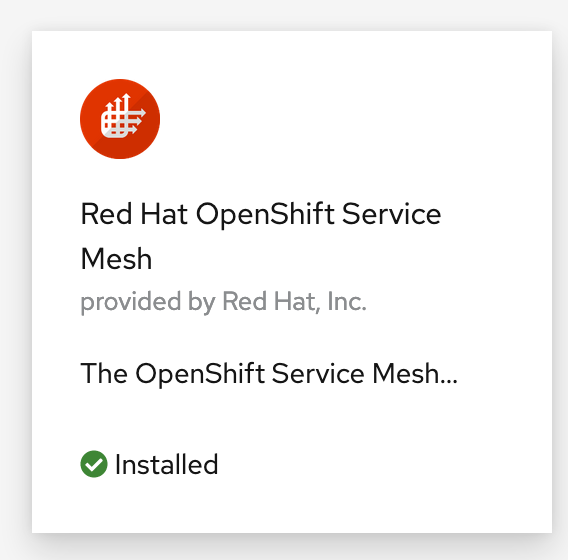 Red Hat OpenShift Service
Mesh
provided by Red Hat, Inc.
The OpenShift Service Mesh...
Installed